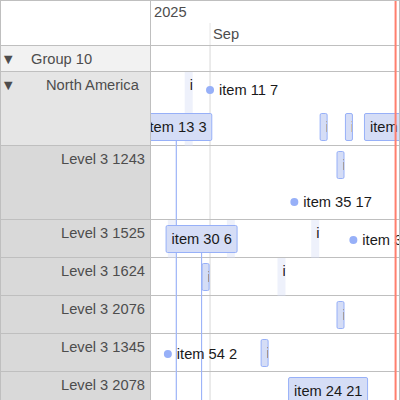 2025
Sep
▼ Group 10
▼ North America
i
item 11 7
item 13 3
i
i
item
Level 3 1243
i
item 35 17
Level 3 1525
item 30 6
i
item 3
Level 3 1624
i
i
Level 3 2076
i
Level 3 1345
item 54 2
i
Level 3 2078
item 24 21